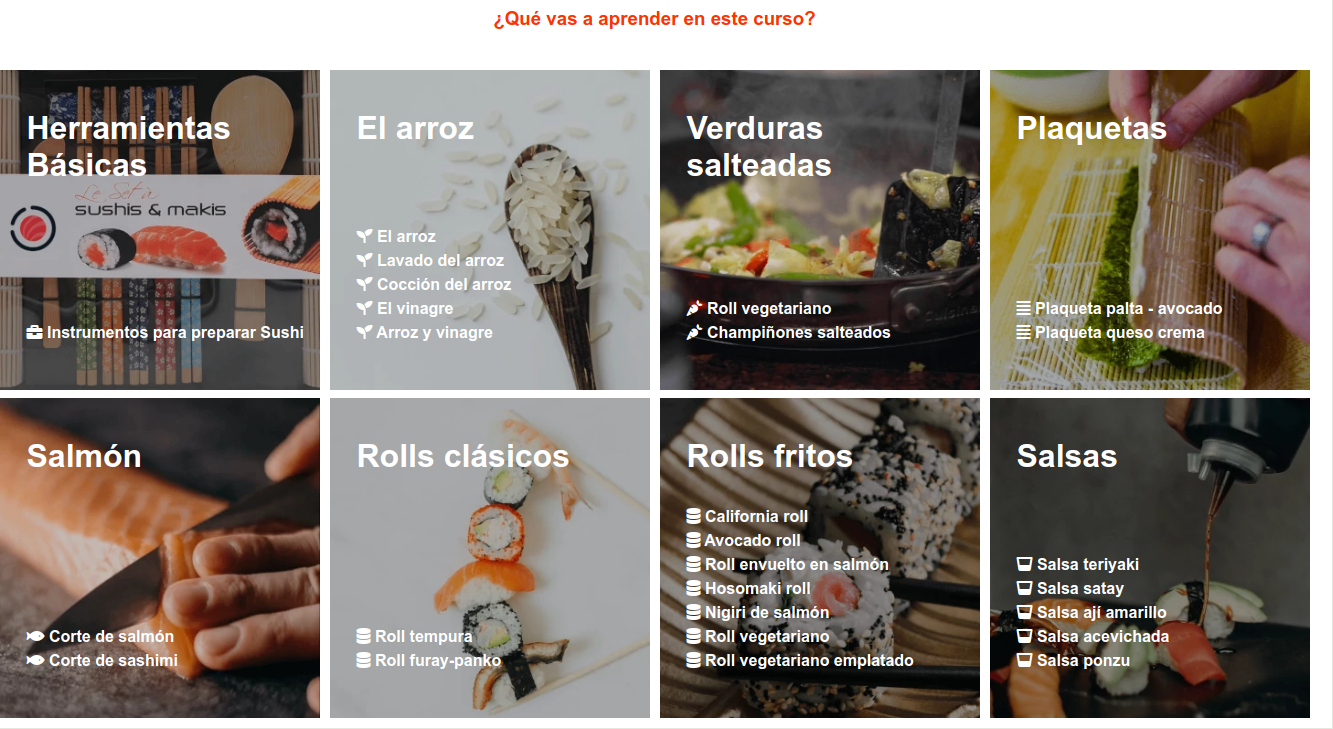 ¿Qué vas a aprender en este curso?
Herramientas
Básicas
Le Set à
sushis & makis
Instrumentos para preparar Sushi
El arroz
El arroz
Lavado del arroz
Cocción del arroz
El vinagre
Arroz y vinagre
Verduras
salteadas
Roll vegetariano
Champiñones salteados
Plaquetas
Plaqueta palta - avocado
Plaqueta queso crema
Salmón
Corte de salmón
Corte de sashimi
Rolls clásicos
Roll tempura
Roll furay-panko
Rolls fritos
California roll
Avocado roll
Roll envuelto en salmón
Hosomaki roll
Nigiri de salmón
Roll vegetariano
Roll vegetariano emplatado
Salsas
Salsa teriyaki
Salsa satay
Salsa ají amarillo
Salsa acevichada
Salsa ponzu